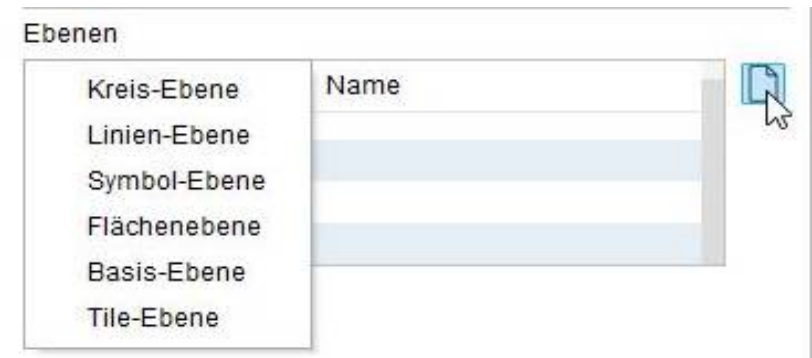 Ebenen
Kreis-Ebene
Name
Linien-Ebene
Symbol-Ebene
Flächenebene
Basis-Ebene
Tile-Ebene